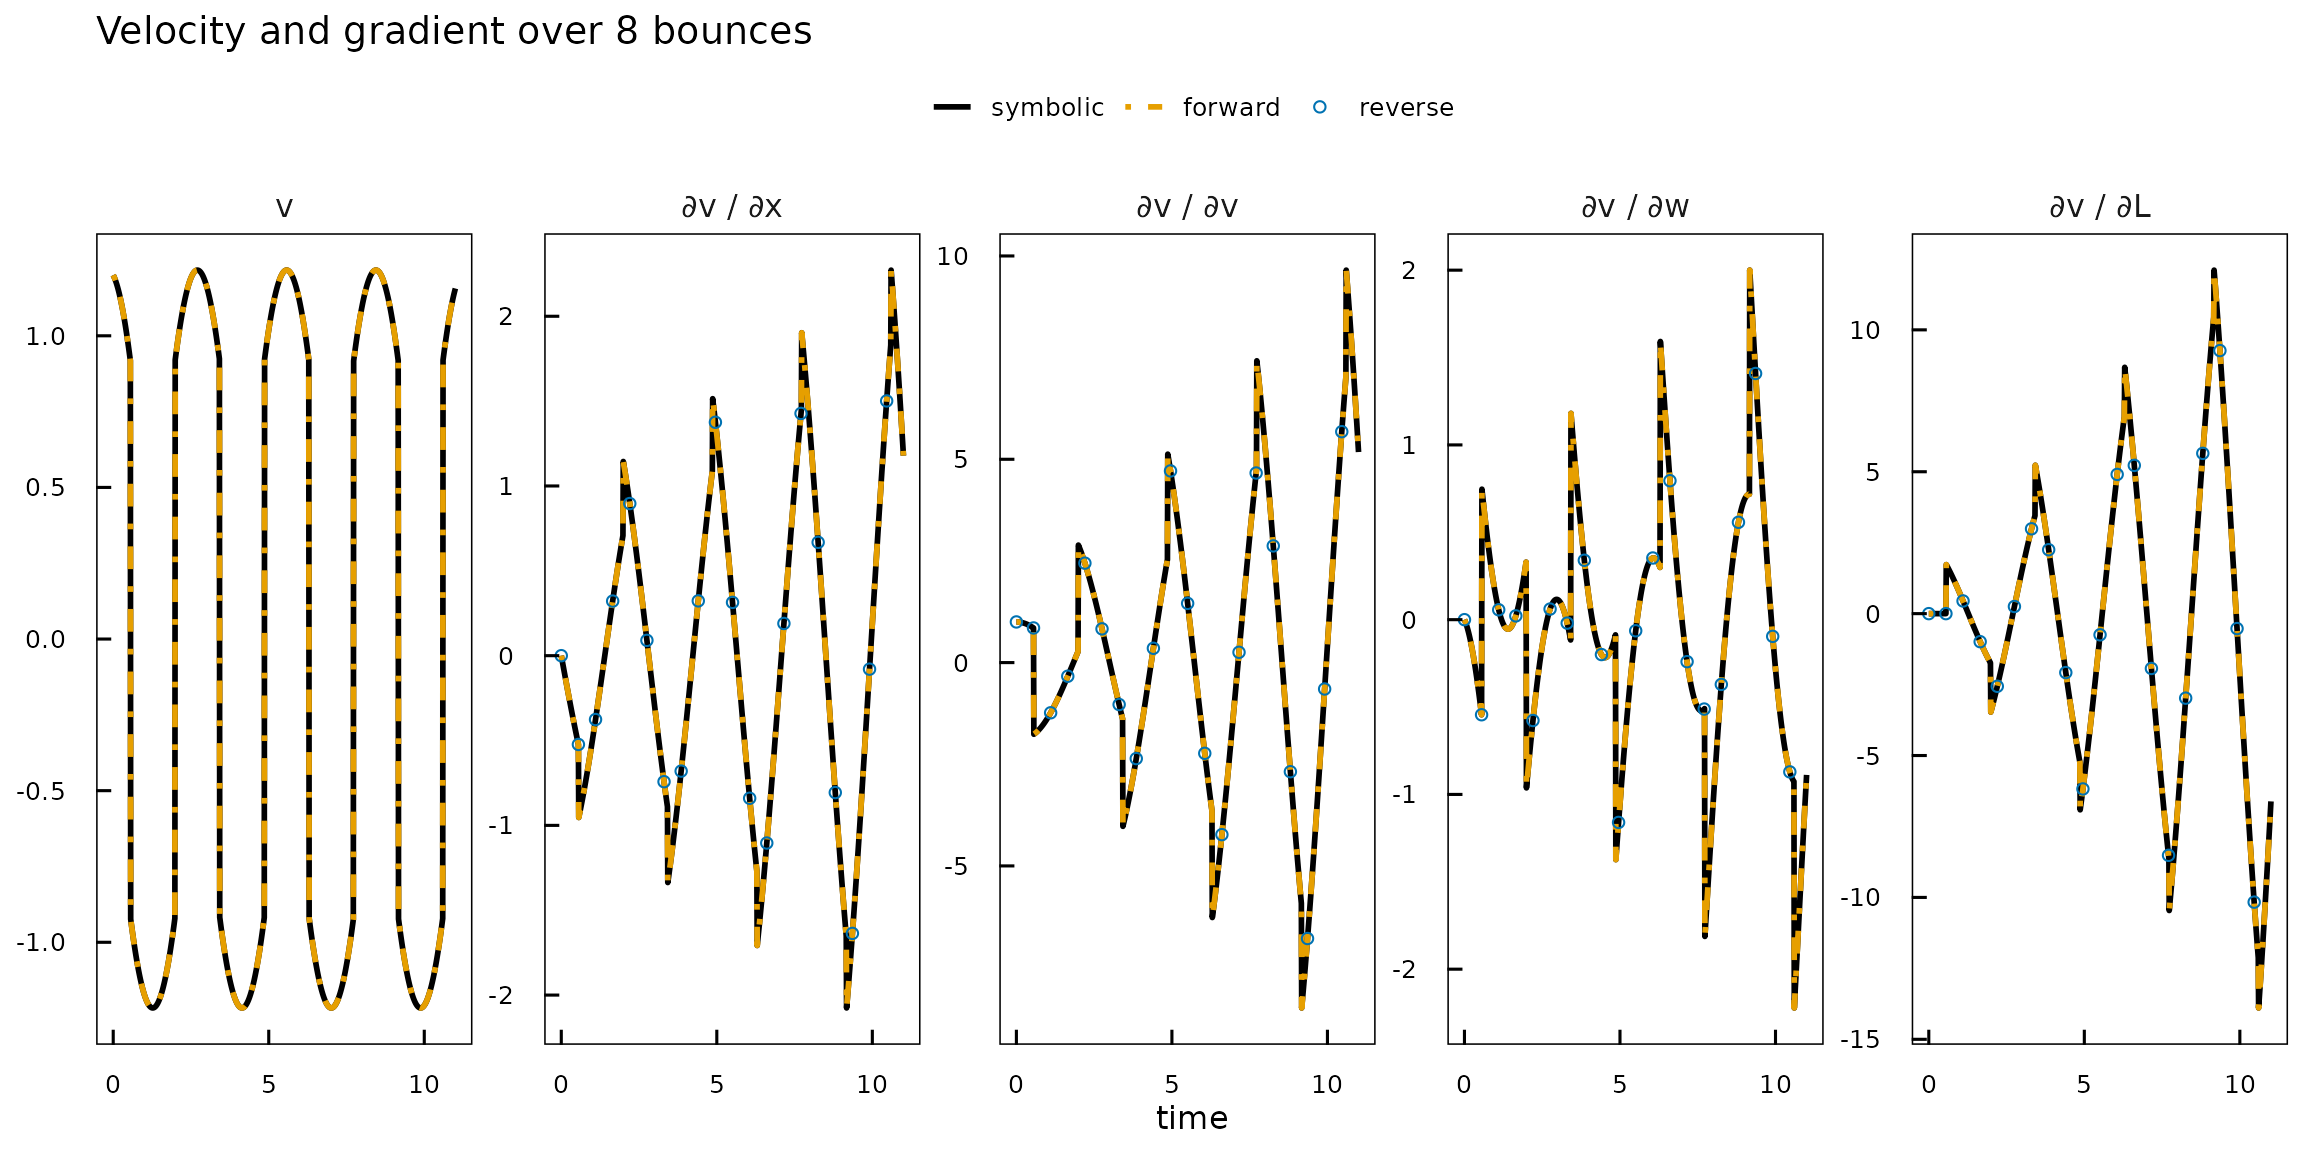 Velocity and gradient over 8 bounces
symbolic forward reverse
v
1.0
0.5
0.0
-0.5
-1.0
0 5 10
∂v / ∂x
2
1
0
-1
-2
0 5 10
∂v / ∂v
10
5
0
-5
0 5 10
∂v / ∂w
2
1
0
-1
-2
0 5 10
∂v / ∂L
10
5
0
-5
-10
-15
0 5 10
time